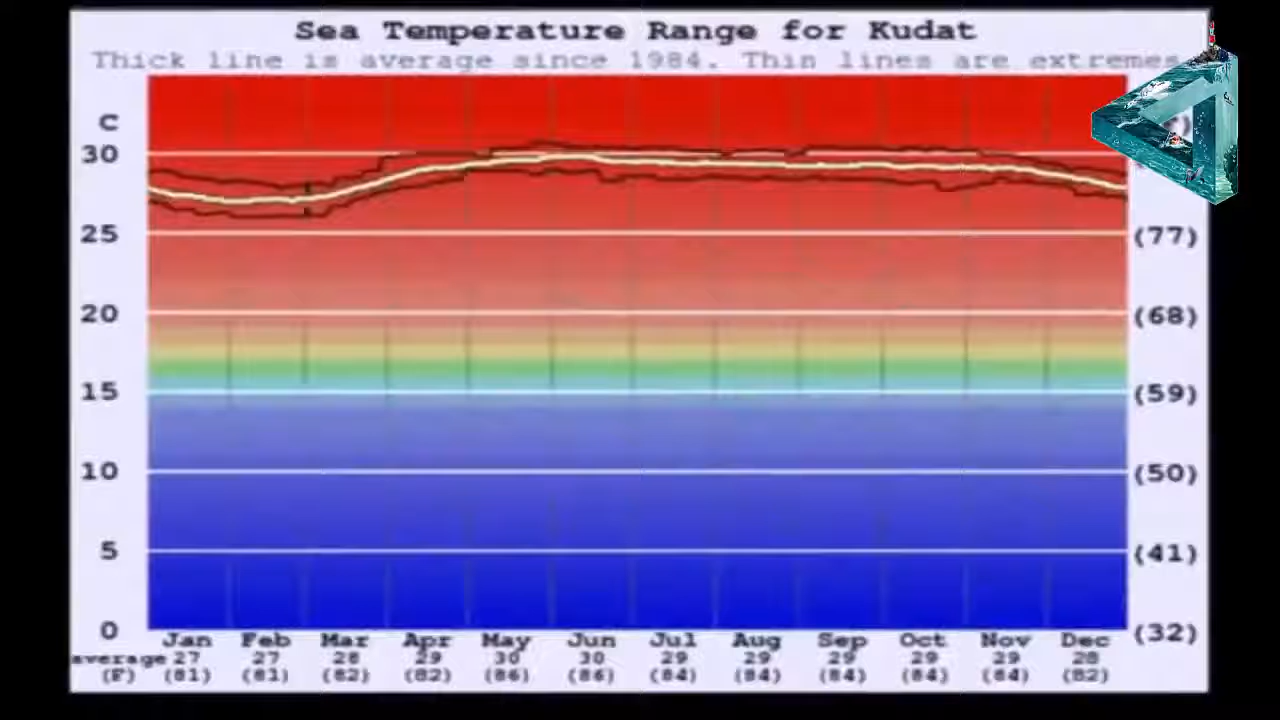 Sea Temperature Range for Kudat
Thick line is average since 1984. Thin lines are extremes
C
30
25 (77)
20 (68)
15 (59)
10 (50)
5 (41)
0 (32)
Jan Feb Mar Apr May Jun Jul Aug Sep Oct Nov Dec
average 27 27 28 29 30 30 29 29 29 29 29 28
(F) (81) (81) (82) (82) (86) (86) (84) (84) (84) (84) (84) (82)